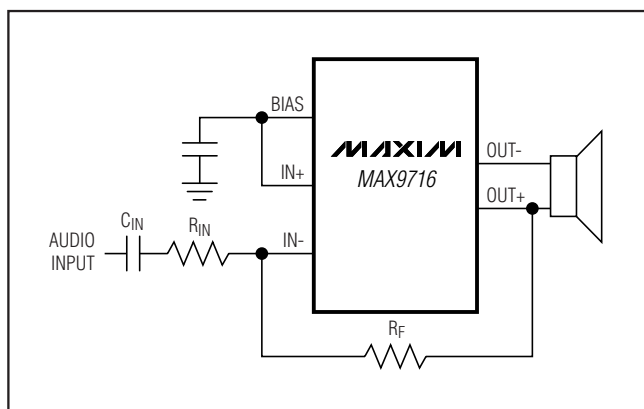 BIAS
MAXIM
MAX9716
OUT-
IN+
OUT+
CIN
RIN
AUDIO
INPUT
IN-
RF